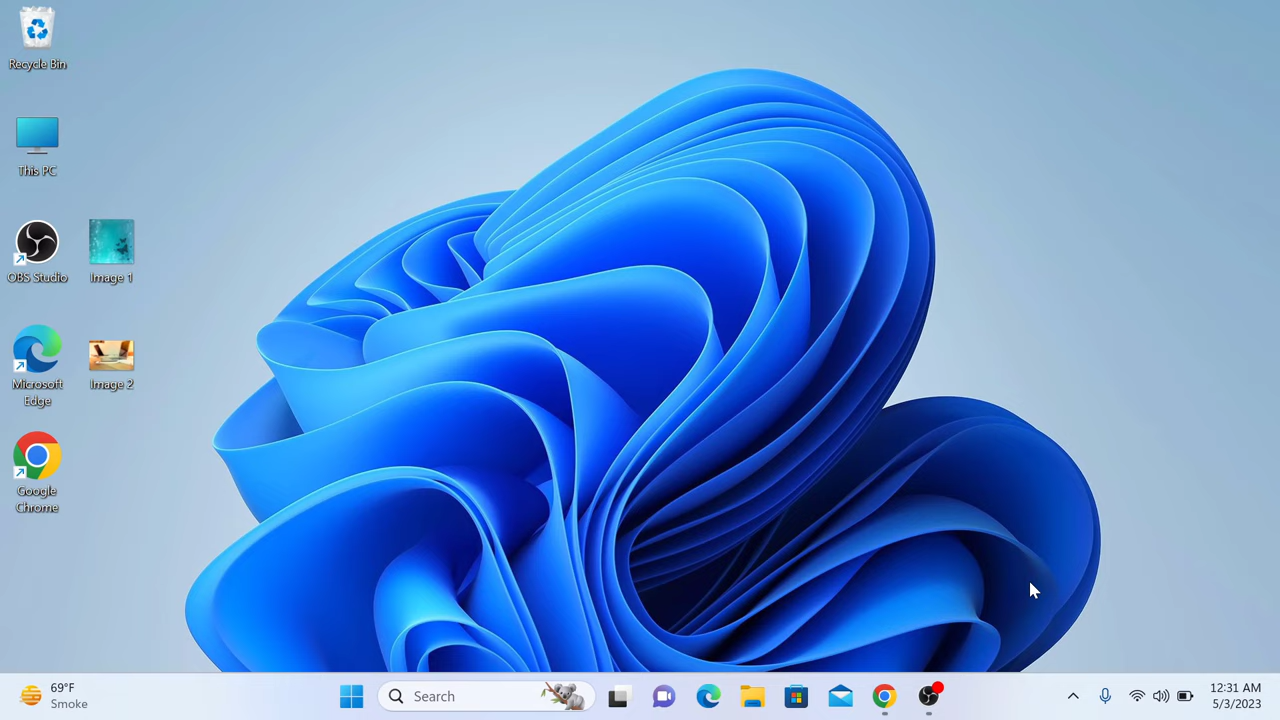 Recycle Bin
This PC
OBS Studio
Image 1
Microsoft
Edge
Image 2
Google
Chrome
69°F
Smoke
Search
12:31 AM
5/3/2023